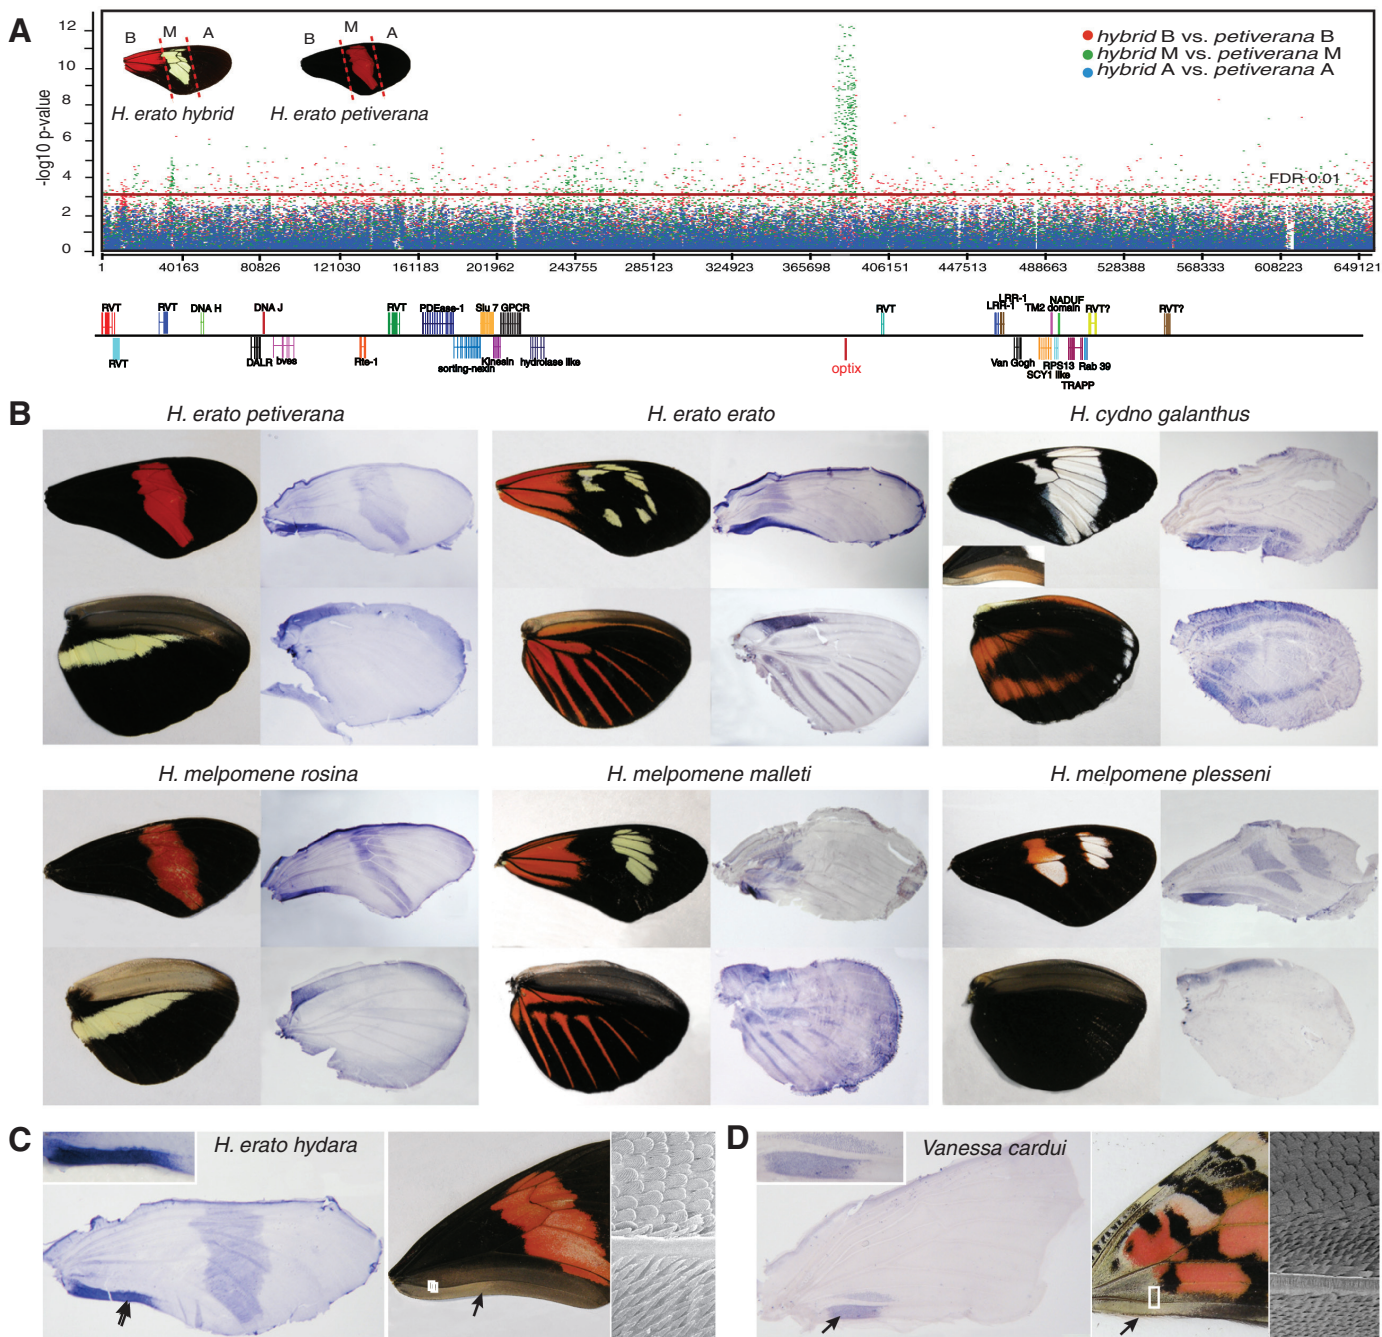 A
12
10
8
6
4
2
0
-log10 p-value
B M A
B M A
H. erato hybrid
H. erato petiverana
hybrid B vs. petiverana B
hybrid M vs. petiverana M
hybrid A vs. petiverana A
FDR 0.01
1 40163 80826 121030 161183 201962 243755 285123 324923 365698 406151 447513 488663 528388 568333 608223 649121
RVT RVT DNA H DNA J RVT PDEase-1 Slu 7 GPCR RVT LRR-1 LRR-1 TM2 domain NADUF RVT? RVT?
RVT DALR bves Rte-1 sorting-nexin Kinesin hydrolase like optix Van Gogh SCY1 like RPS13 TRAPP Rab 39
B
H. erato petiverana
H. erato erato
H. cydno galanthus
H. melpomene rosina
H. melpomene malleti
H. melpomene plesseni
C
H. erato hydara
D
Vanessa cardui